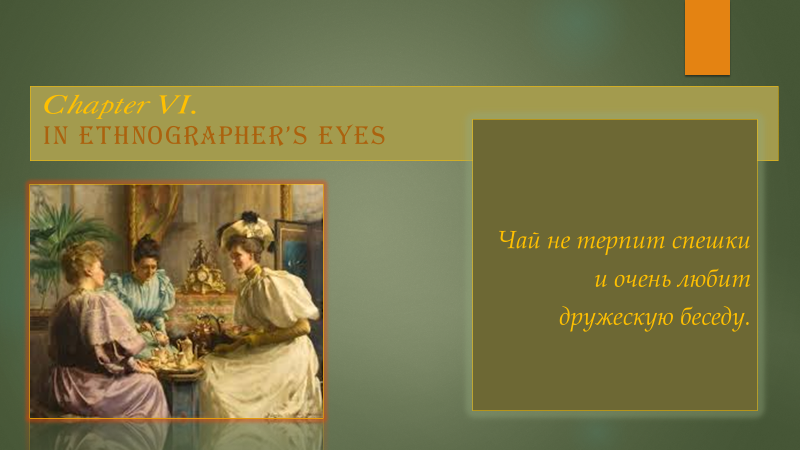 Chapter VI.
IN ETHNOGRAPHER'S EYES
Чай не терпит спешки
и очень любит
дружескую беседу.